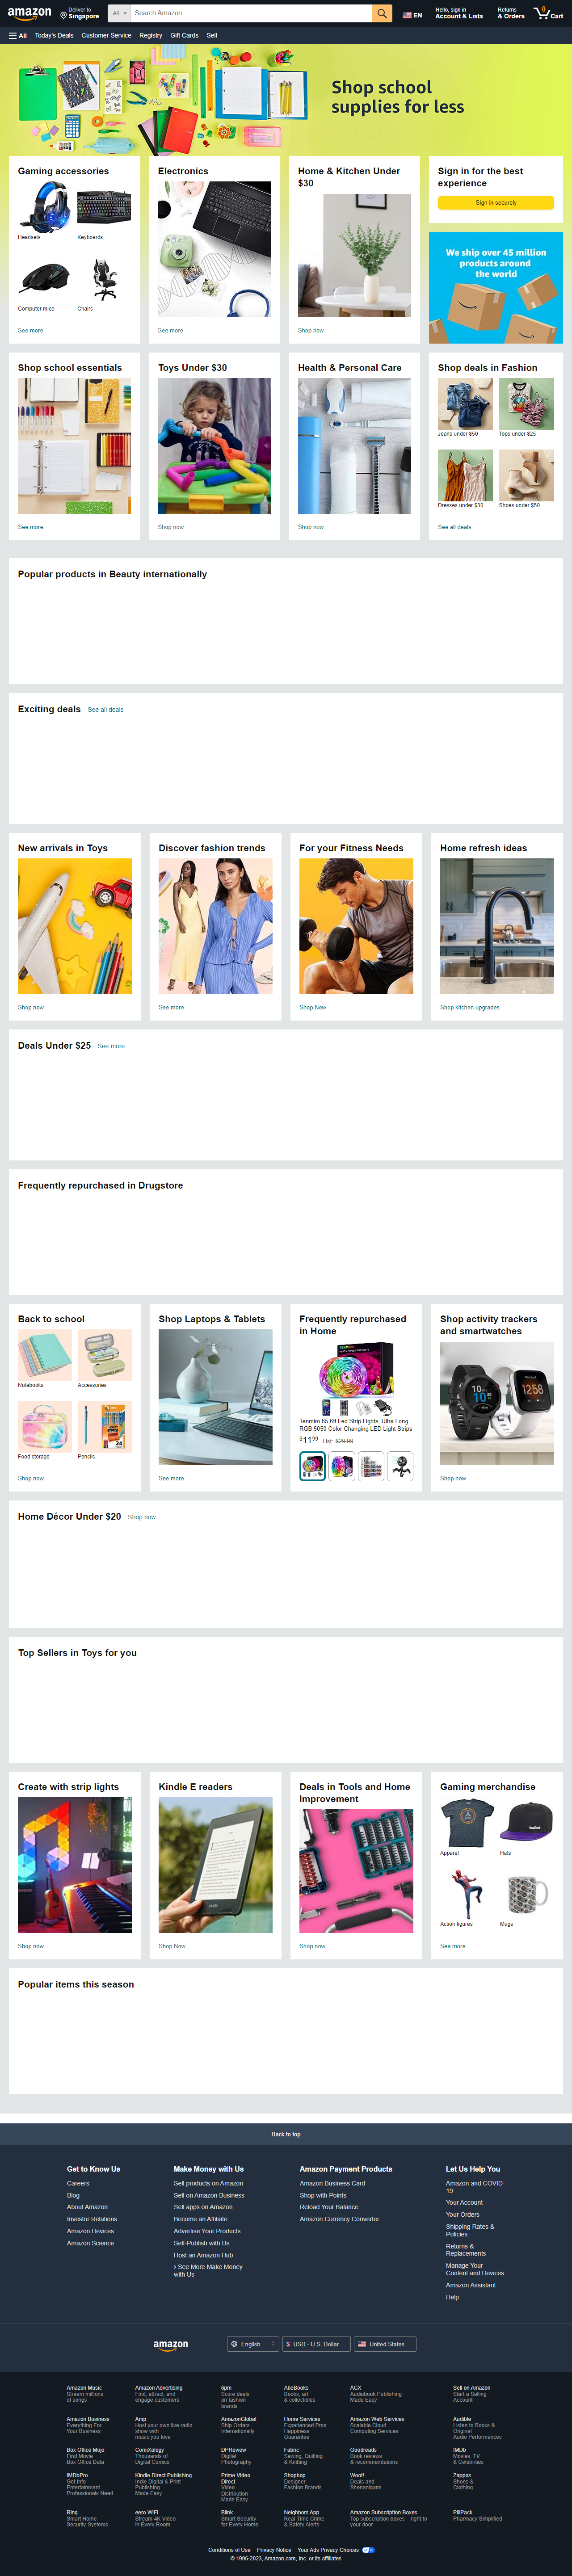 amazon
Deliver to
Singapore
All
Search Amazon
EN
Hello, sign in
Account & Lists
Returns
& Orders
0
Cart
All
Today's Deals
Customer Service
Registry
Gift Cards
Sell
Shop school
supplies for less
Gaming accessories
Headsets
Keyboards
Computer mice
Chairs
See more
Electronics
See more
Home & Kitchen Under
$30
Shop now
Sign in for the best
experience
Sign in securely
We ship over 45 million
products around
the world
Shop school essentials
See more
Toys Under $30
Shop now
Health & Personal Care
Shop now
Shop deals in Fashion
Jeans under $50
Tops under $25
Dresses under $30
Shoes under $50
See all deals
Popular products in Beauty internationally
Exciting deals
See all deals
New arrivals in Toys
Shop now
Discover fashion trends
See more
For your Fitness Needs
Shop Now
Home refresh ideas
Shop kitchen upgrades
Deals Under $25
See more
Frequently repurchased in Drugstore
Back to school
Notebooks
Accessories
Food storage
Pencils
Shop now
Shop Laptops & Tablets
See more
Frequently repurchased
in Home
Tenmiro 65.6ft Led Strip Lights, Ultra Long
RGB 5050 Color Changing LED Light Strips
$11.99 List: $29.99
Shop activity trackers
and smartwatches
10
10:08
12:58
Shop now
Home Décor Under $20
Shop now
Top Sellers in Toys for you
Create with strip lights
Shop now
Kindle E readers
kindle
Shop Now
Deals in Tools and Home
Improvement
Shop now
Gaming merchandise
Apparel
Hats
Action figures
Mugs
See more
Popular items this season
Back to top
Get to Know Us
Careers
Blog
About Amazon
Investor Relations
Amazon Devices
Amazon Science
Make Money with Us
Sell products on Amazon
Sell on Amazon Business
Sell apps on Amazon
Become an Affiliate
Advertise Your Products
Self-Publish with Us
Host an Amazon Hub
› See More Make Money
with Us
Amazon Payment Products
Amazon Business Card
Shop with Points
Reload Your Balance
Amazon Currency Converter
Let Us Help You
Amazon and COVID-
19
Your Account
Your Orders
Shipping Rates &
Policies
Returns &
Replacements
Manage Your
Content and Devices
Amazon Assistant
Help
amazon
English
$ USD - U.S. Dollar
United States
Amazon Music
Stream millions
of songs
Amazon Advertising
Find, attract, and
engage customers
6pm
Score deals
on fashion
brands
AbeBooks
Books, art
& collectibles
ACX
Audiobook Publishing
Made Easy
Sell on Amazon
Start a Selling
Account
Amazon Business
Everything For
Your Business
Amp
Host your own live radio
show with
music you love
AmazonGlobal
Ship Orders
Internationally
Home Services
Experienced Pros
Happiness
Guarantee
Amazon Web Services
Scalable Cloud
Computing Services
Audible
Listen to Books &
Original
Audio Performances
Box Office Mojo
Find Movie
Box Office Data
ComiXology
Thousands of
Digital Comics
DPReview
Digital
Photography
Fabric
Sewing, Quilting
& Knitting
Goodreads
Book reviews
& recommendations
IMDb
Movies, TV
& Celebrities
IMDbPro
Get Info
Entertainment
Professionals Need
Kindle Direct Publishing
Indie Digital & Print
Publishing
Made Easy
Prime Video
Direct
Video
Distribution
Made Easy
Shopbop
Designer
Fashion Brands
Woot!
Deals and
Shenanigans
Zappos
Shoes &
Clothing
Ring
Smart Home
Security Systems
eero WiFi
Stream 4K Video
in Every Room
Blink
Smart Security
for Every Home
Neighbors App
Real-Time Crime
& Safety Alerts
Amazon Subscription Boxes
Top subscription boxes – right to
your door
PillPack
Pharmacy Simplified
Conditions of Use
Privacy Notice
Your Ads Privacy Choices
© 1996-2023, Amazon.com, Inc. or its affiliates